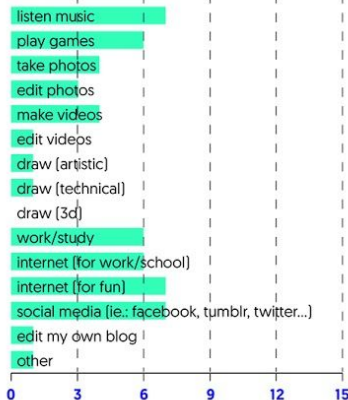 listen music
play games
take photos
edit photos
make videos
edit videos
draw (artistic)
draw (technical)
draw (3d)
work/study
internet (for work/school)
internet (for fun)
social media (ie.: facebook, tumblr, twitter...)
edit my own blog
other
0 3 6 9 12 15